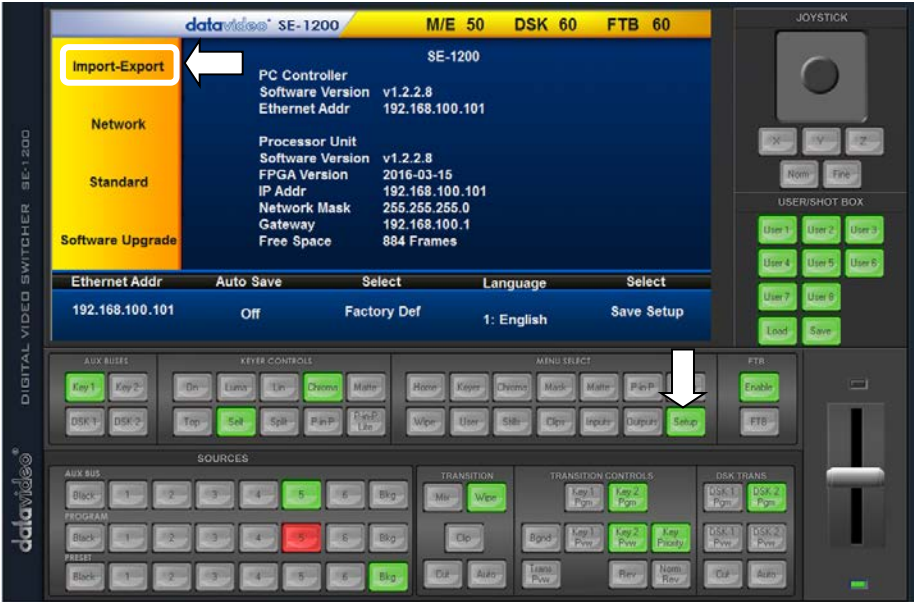 datavideo SE-1200 M/E 50 DSK 60 FTB 60
JOYSTICK
Import-Export
Network
Standard
Software Upgrade
SE-1200
PC Controller
Software Version v1.2.2.8
Ethernet Addr 192.168.100.101
Processor Unit
Software Version v1.2.2.8
FPGA Version 2016-03-15
IP Addr 192.168.100.101
Network Mask 255.255.255.0
Gateway 192.168.100.1
Free Space 884 Frames
Ethernet Addr Auto Save Select Language Select
192.168.100.101 Off Factory Def 1: English Save Setup
X Y Z
Norm Fine
USER/SHOT BOX
User 1 User 2 User 3
User 4 User 5 User 6
User 7 User 8
Load Save
DIGITAL VIDEO SWITCHER SE-1200
datavideo
AUX BUSES KEYER CONTROLS MENU SELECT FTB
Key 1 Key 2 On Luma Lin Chroma Matte Home Keyer Chroma Mask Matte P in P Enable
DSK 1 DSK 2 Top Self Split P in P P-in-P Lite Wipe User Stills Clips Inputs Outputs Setup FTB
SOURCES
AUX BUS
Black 1 2 3 4 5 6 Bkg
PROGRAM
Black 1 2 3 4 5 6 Bkg
PRESET
Black 1 2 3 4 5 6 Bkg
TRANSITION
Mix Wipe
Clip
Cut Auto
TRANSITION CONTROLS
Key 1 Pgm Key 2 Pgm
Bgnd Key 1 Pvw Key 2 Pvw Key Priority
Trans Pvw Rev Norm Rev
DSK TRANS
DSK 1 Pgm DSK 2 Pgm
DSK 1 Pvw DSK 2 Pvw
Cut Auto